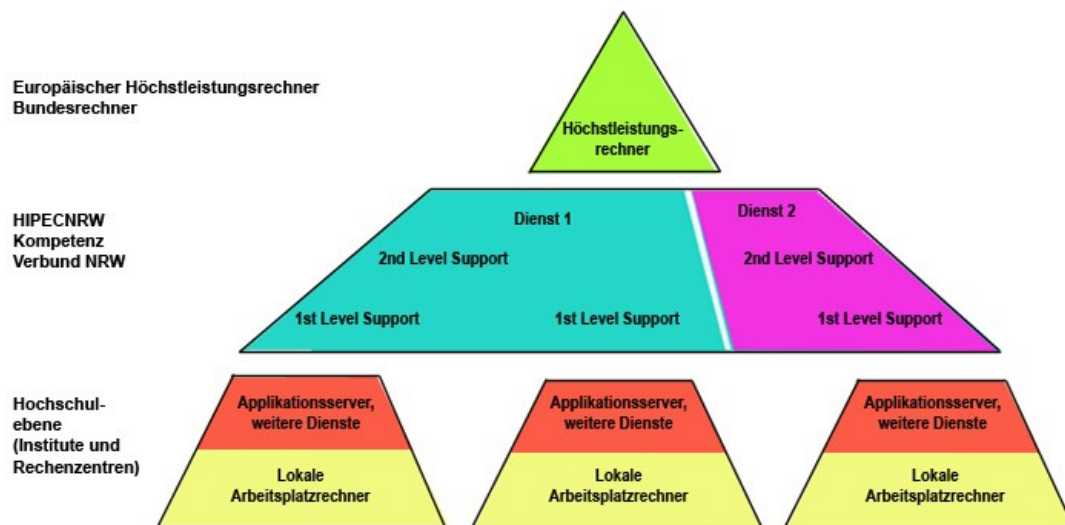 Europäischer Höchstleistungsrechner
Bundesrechner
Höchstleistungs-
rechner
HIPECNRW
Kompetenz
Verbund NRW
Dienst 1
Dienst 2
2nd Level Support
2nd Level Support
1st Level Support
1st Level Support
1st Level Support
Hochschul-
ebene
(Institute und
Rechenzentren)
Applikationsserver,
weitere Dienste
Lokale
Arbeitsplatzrechner
Applikationsserver,
weitere Dienste
Lokale
Arbeitsplatzrechner
Applikationsserver,
weitere Dienste
Lokale
Arbeitsplatzrechner